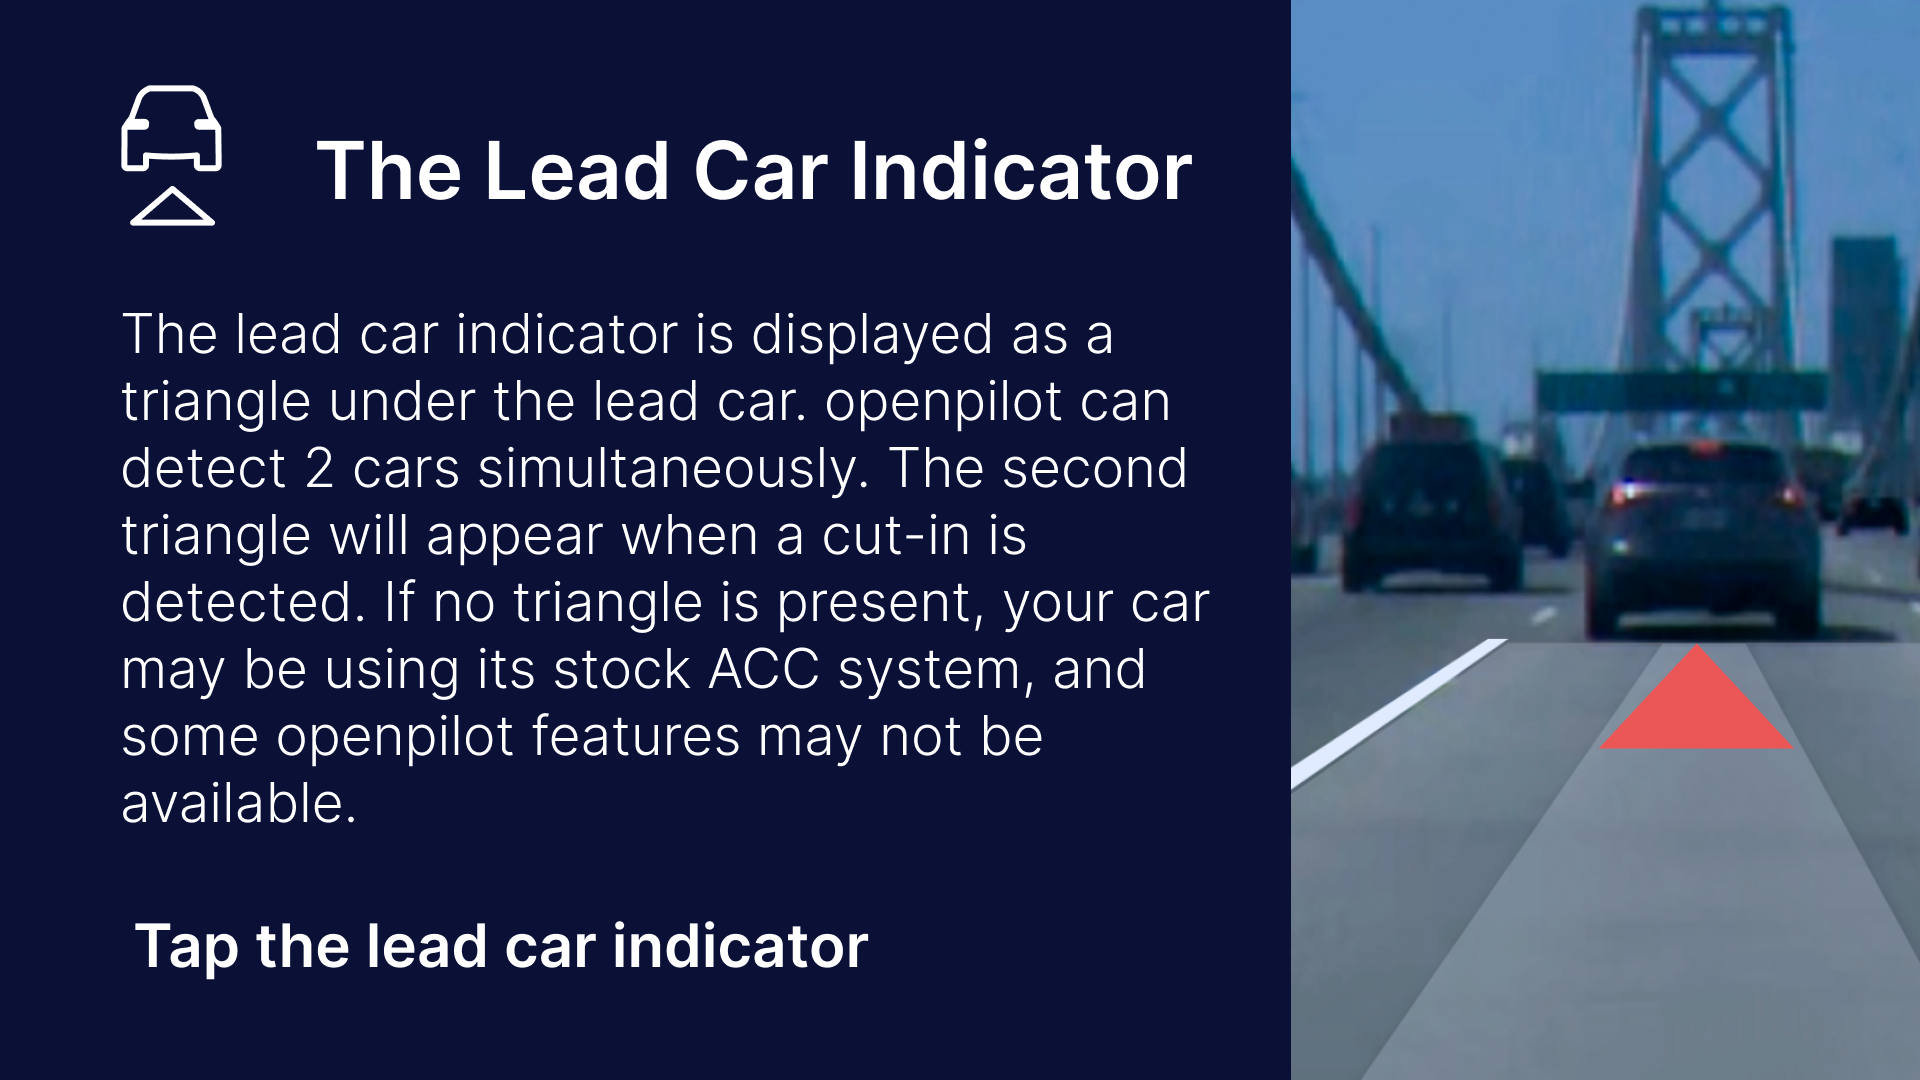 The Lead Car Indicator
The lead car indicator is displayed as a
triangle under the lead car. openpilot can
detect 2 cars simultaneously. The second
triangle will appear when a cut-in is
detected. If no triangle is present, your car
may be using its stock ACC system, and
some openpilot features may not be
available.
Tap the lead car indicator